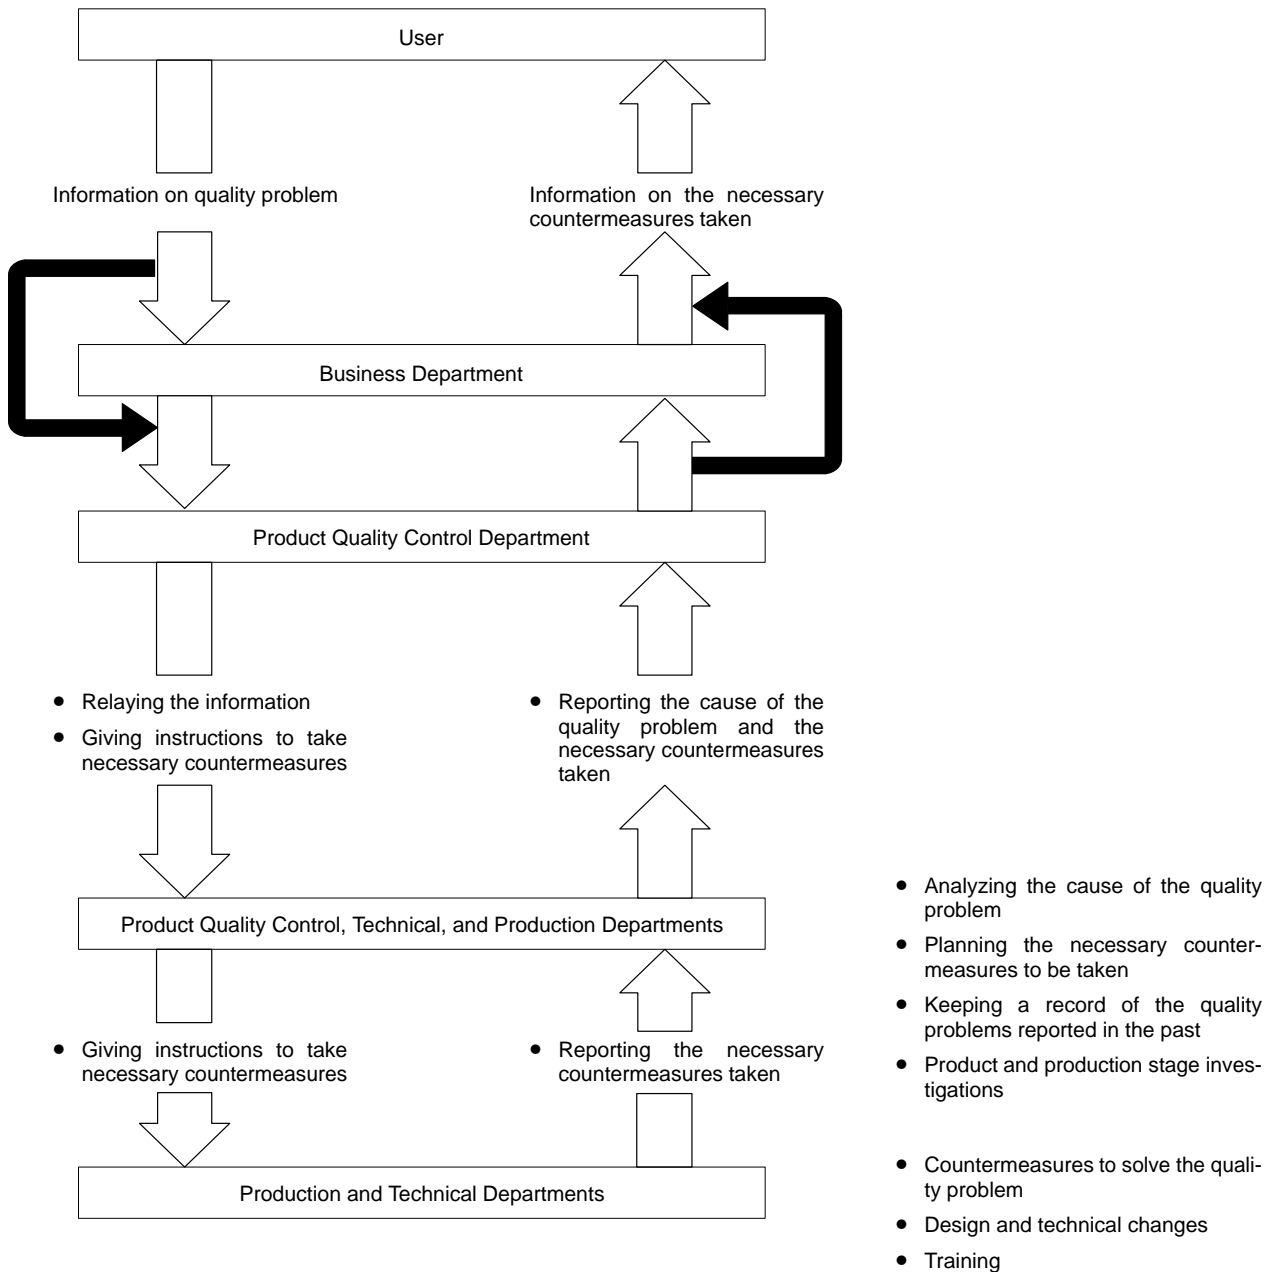 User
Information on quality problem
Information on the necessary
countermeasures taken
Business Department
Product Quality Control Department
• Relaying the information
• Giving instructions to take
necessary countermeasures
• Reporting the cause of the
quality problem and the
necessary countermeasures
taken
Product Quality Control, Technical, and Production Departments
• Analyzing the cause of the quality
problem
• Planning the necessary counter-
measures to be taken
• Keeping a record of the quality
problems reported in the past
• Product and production stage inves-
tigations
• Giving instructions to take
necessary countermeasures
• Reporting the necessary
countermeasures taken
Production and Technical Departments
• Countermeasures to solve the quali-
ty problem
• Design and technical changes
• Training